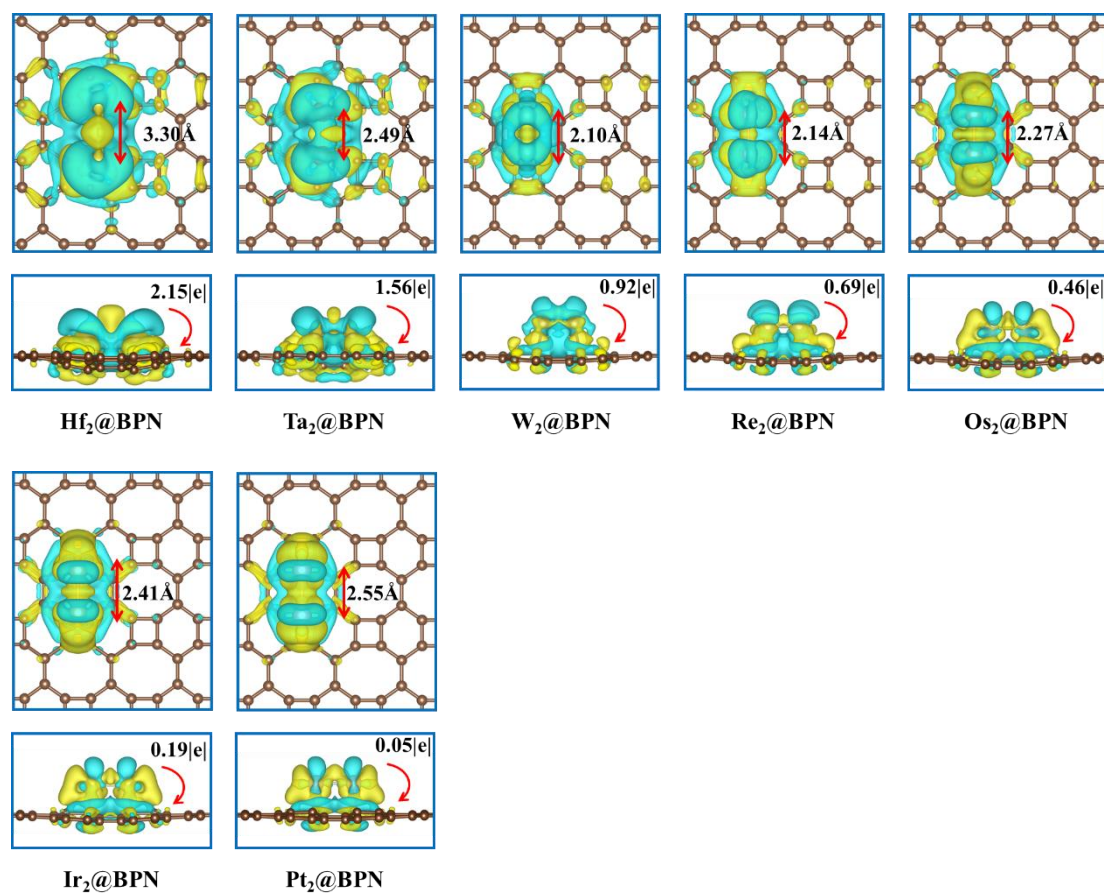 3.30Å
2.49Å
2.10Å
2.14Å
2.27Å
2.15|e|
1.56|e|
0.92|e|
0.69|e|
0.46|e|
Hf₂@BPN
Ta₂@BPN
W₂@BPN
Re₂@BPN
Os₂@BPN
2.41Å
2.55Å
0.19|e|
0.05|e|
Ir₂@BPN
Pt₂@BPN